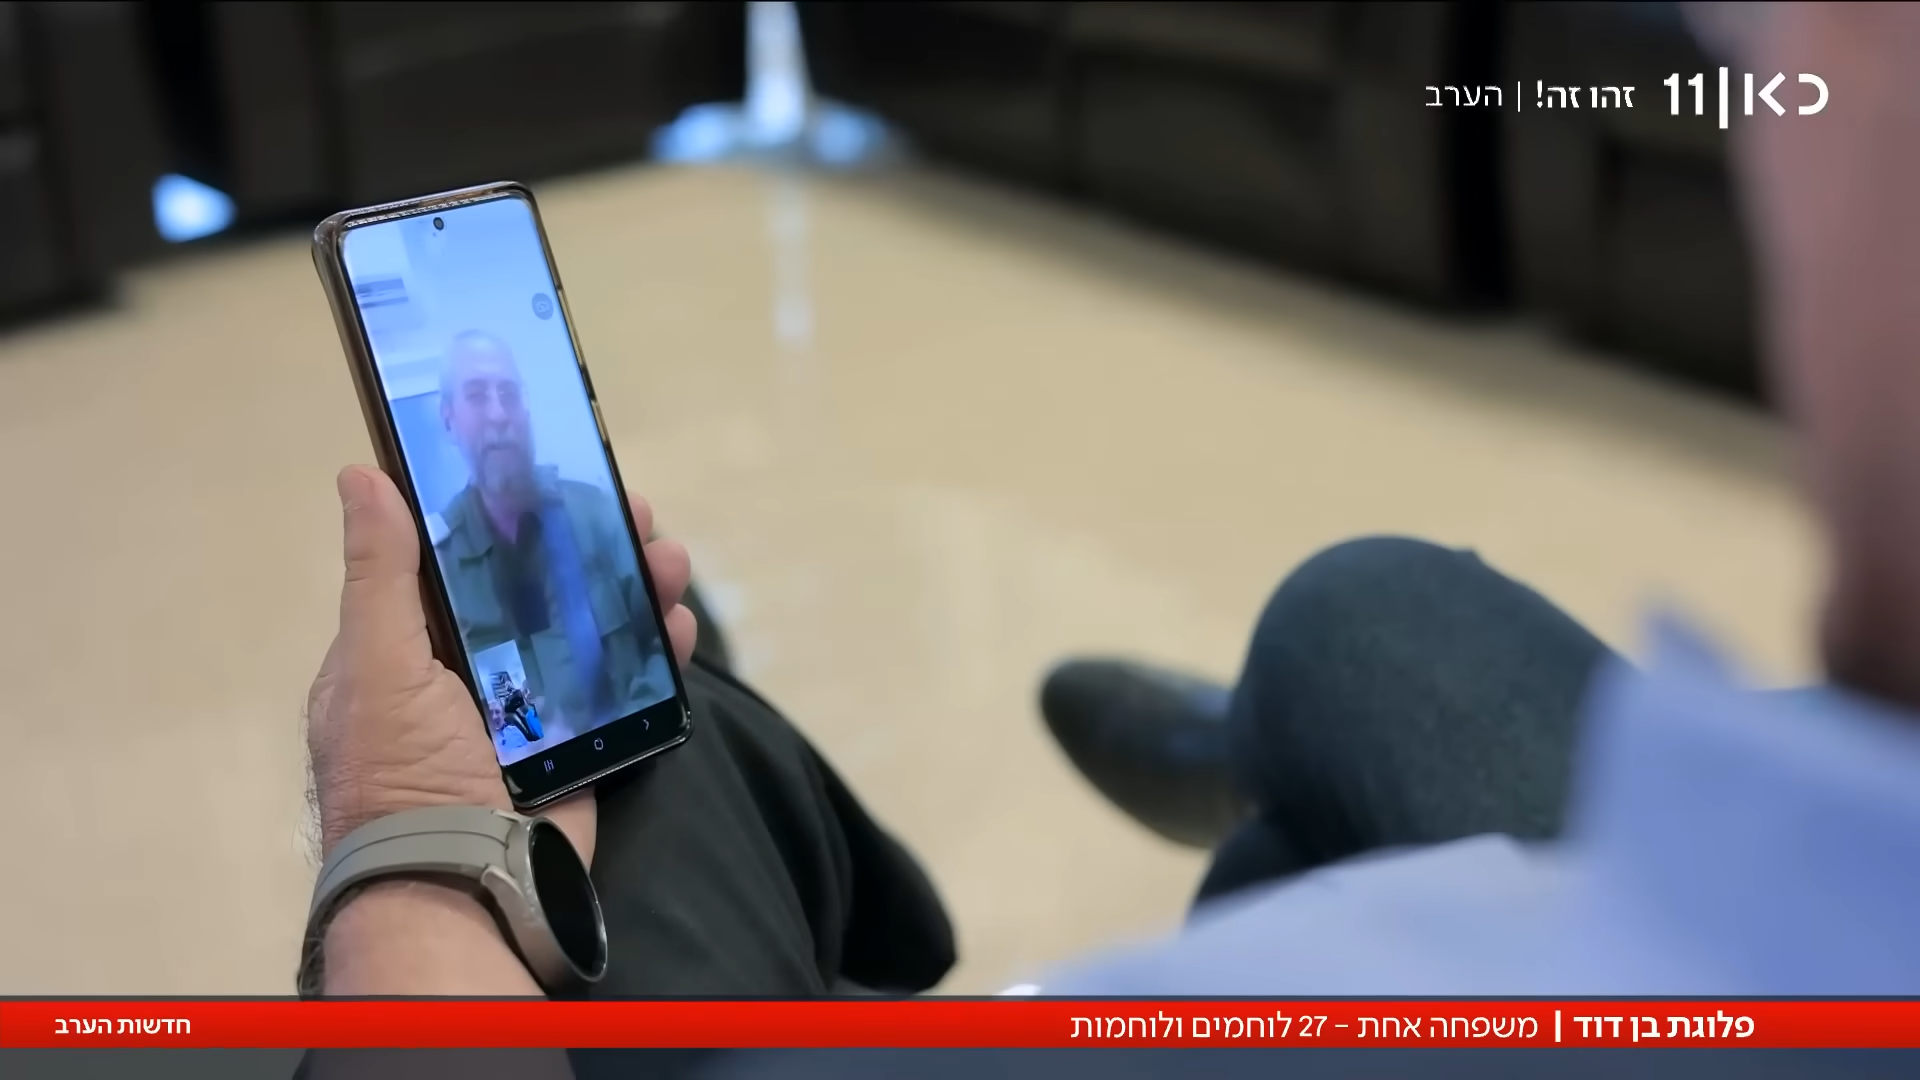 כאן|11 זהו זה! | הערב
פלוגת בן דוד | משפחה אחת - 27 לוחמים ולוחמות
חדשות הערב